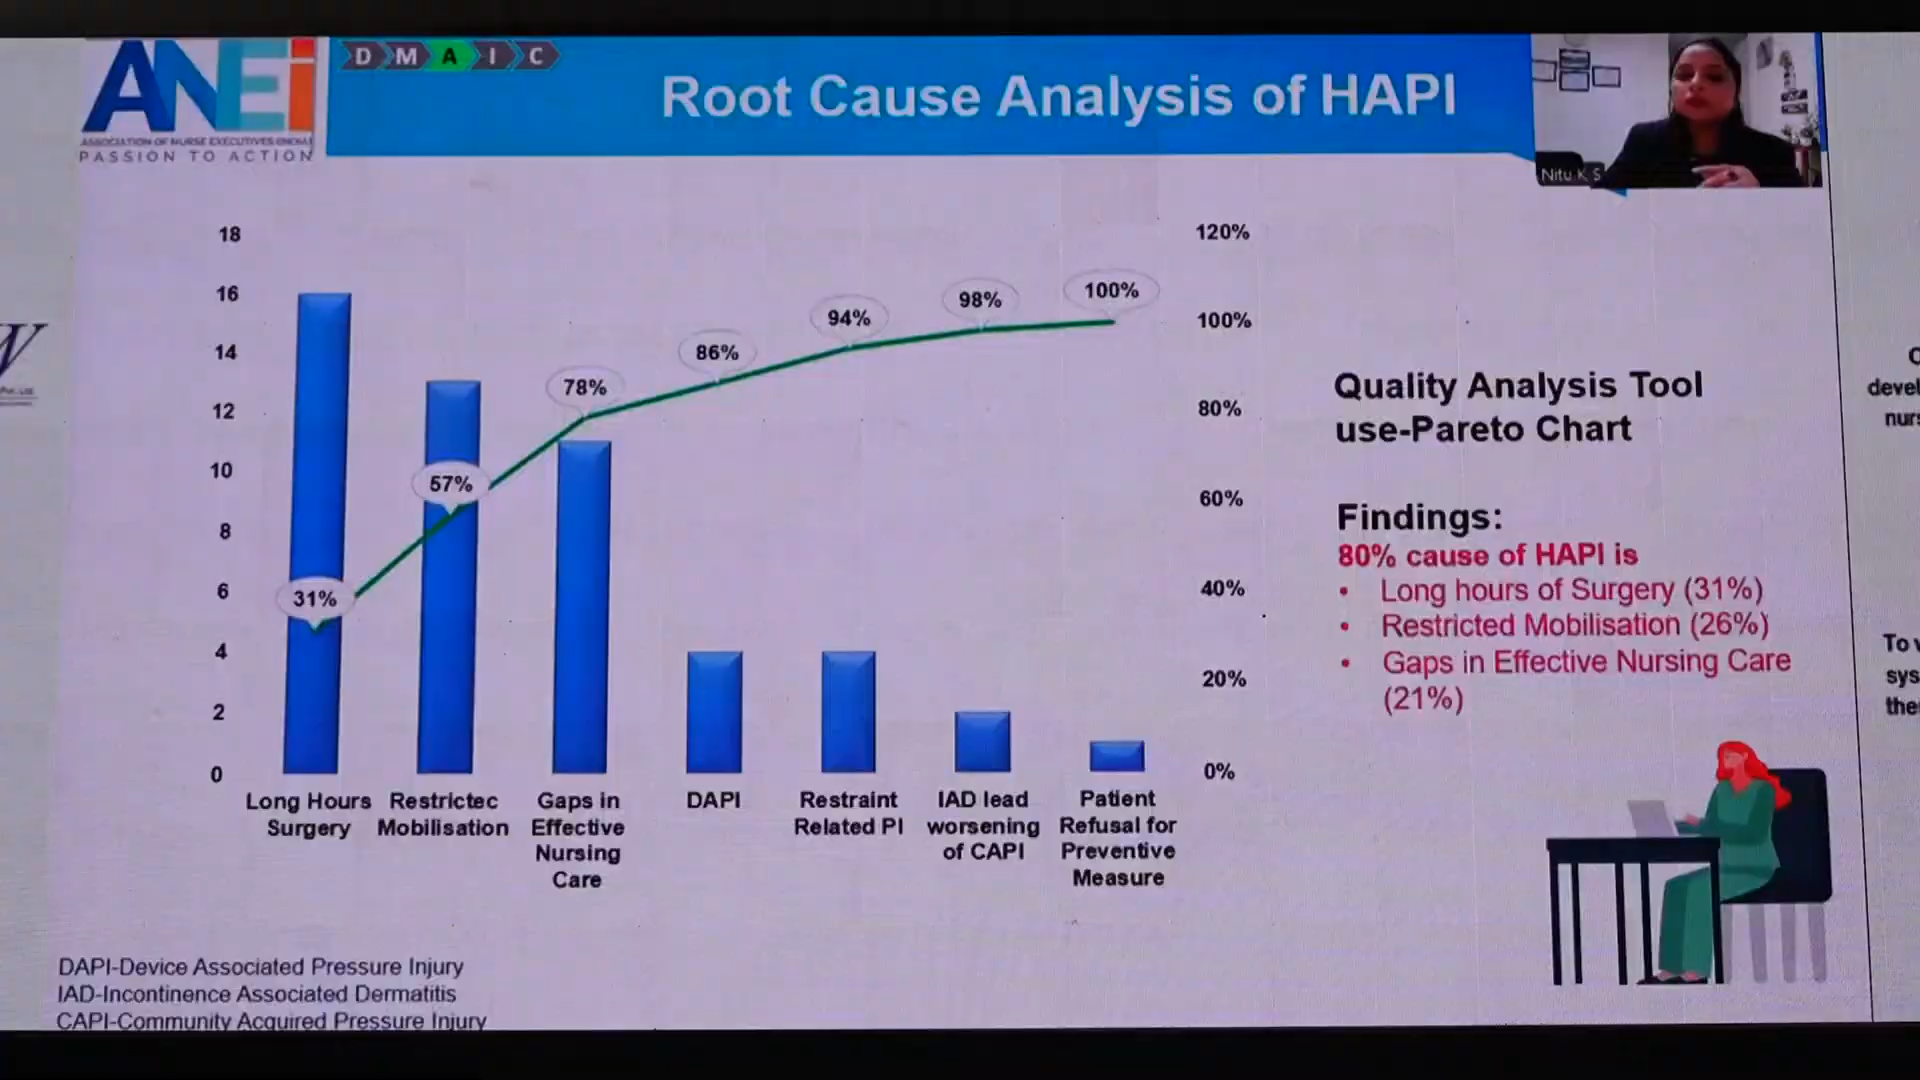 ANEi
ASSOCIATION OF NURSE EXECUTIVES (INDIA)
PASSION TO ACTION
D M A I C
Root Cause Analysis of HAPI
Nitu K S
18
16
14
12
10
8
6
4
2
0
120%
100%
80%
60%
40%
20%
0%
31%
57%
78%
86%
94%
98%
100%
Long Hours
Surgery
Restrictec
Mobilisation
Gaps in
Effective
Nursing
Care
DAPI
Restraint
Related PI
IAD lead
worsening
of CAPI
Patient
Refusal for
Preventive
Measure
Quality Analysis Tool
use-Pareto Chart
Findings:
80% cause of HAPI is
• Long hours of Surgery (31%)
• Restricted Mobilisation (26%)
• Gaps in Effective Nursing Care
(21%)
DAPI-Device Associated Pressure Injury
IAD-Incontinence Associated Dermatitis
CAPI-Community Acquired Pressure Injury
To